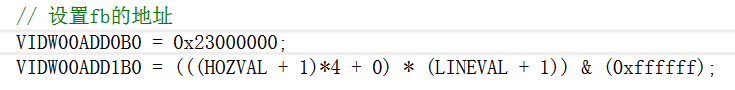 // 设置fb的地址
VIDW00ADD0B0 = 0x23000000;
VIDW00ADD1B0 = (((HOZVAL + 1)*4 + 0) * (LINEVAL + 1)) & (0xffffff);